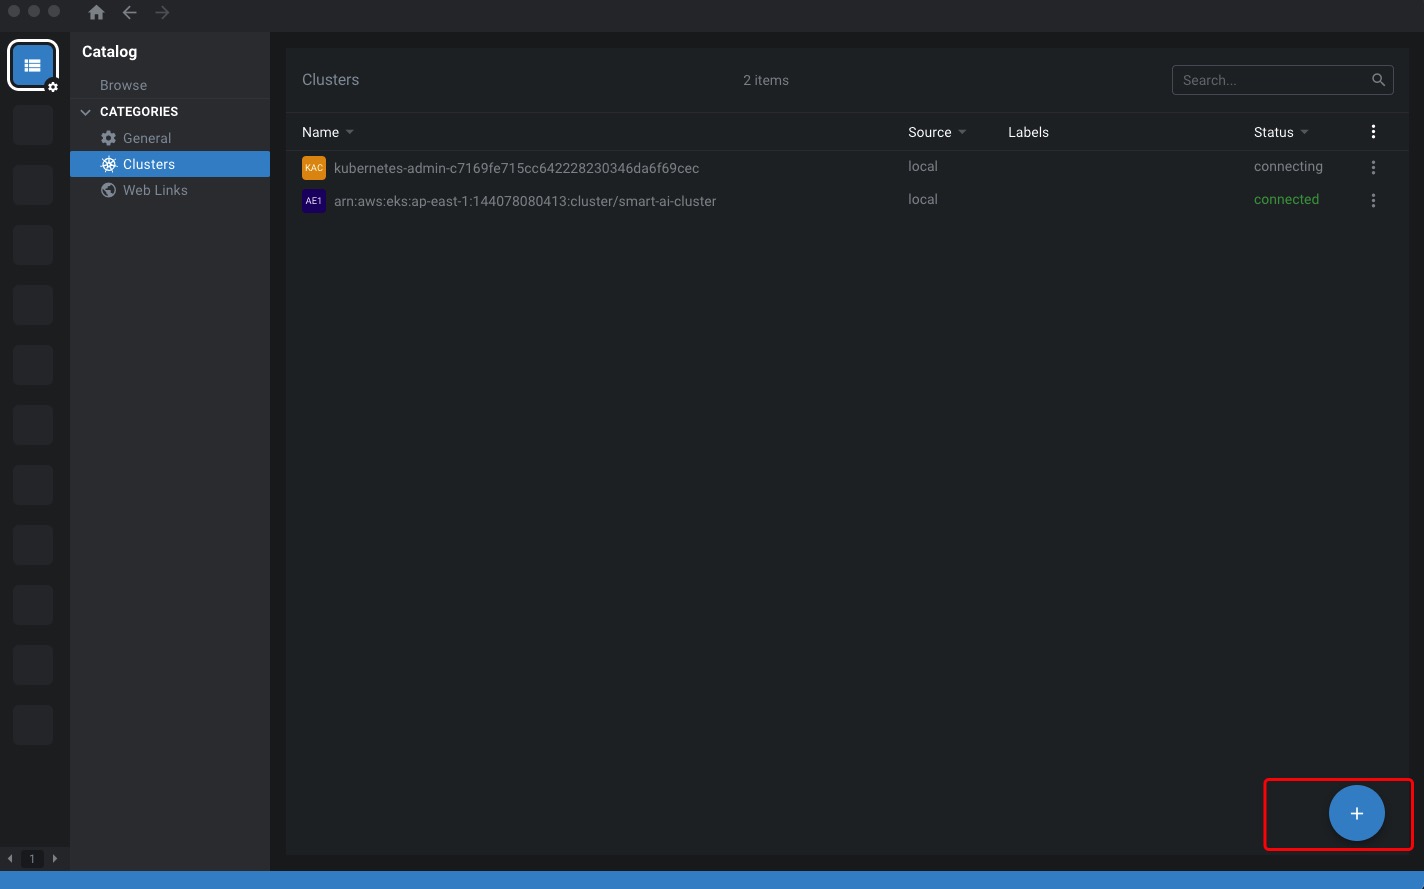 Catalog
Browse
CATEGORIES
General
Clusters
Web Links
Clusters
2 items
Search...
Name
Source
Labels
Status
KAC kubernetes-admin-c7169fe715cc642228230346da6f69cec local connecting
AE1 arn:aws:eks:ap-east-1:144078080413:cluster/smart-ai-cluster local connected
+
1